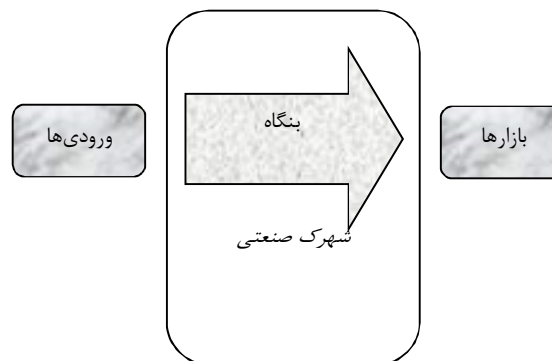 بنگاه
بازارها
ورودی‌ها
شهرک صنعتی